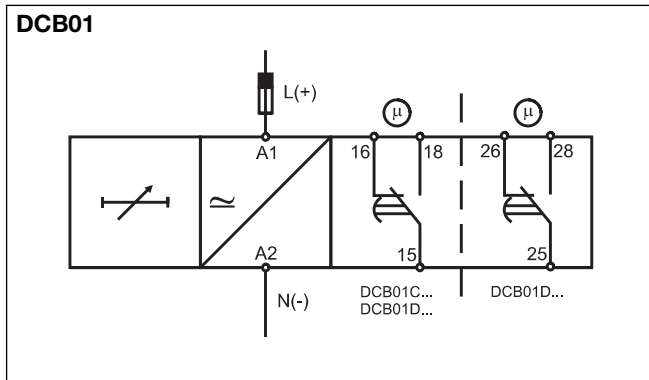 DCB01
L(+)
μ μ
A1 16 18 26 28
≃
A2 15 25
N(-) DCB01C... DCB01D...
DCB01D...